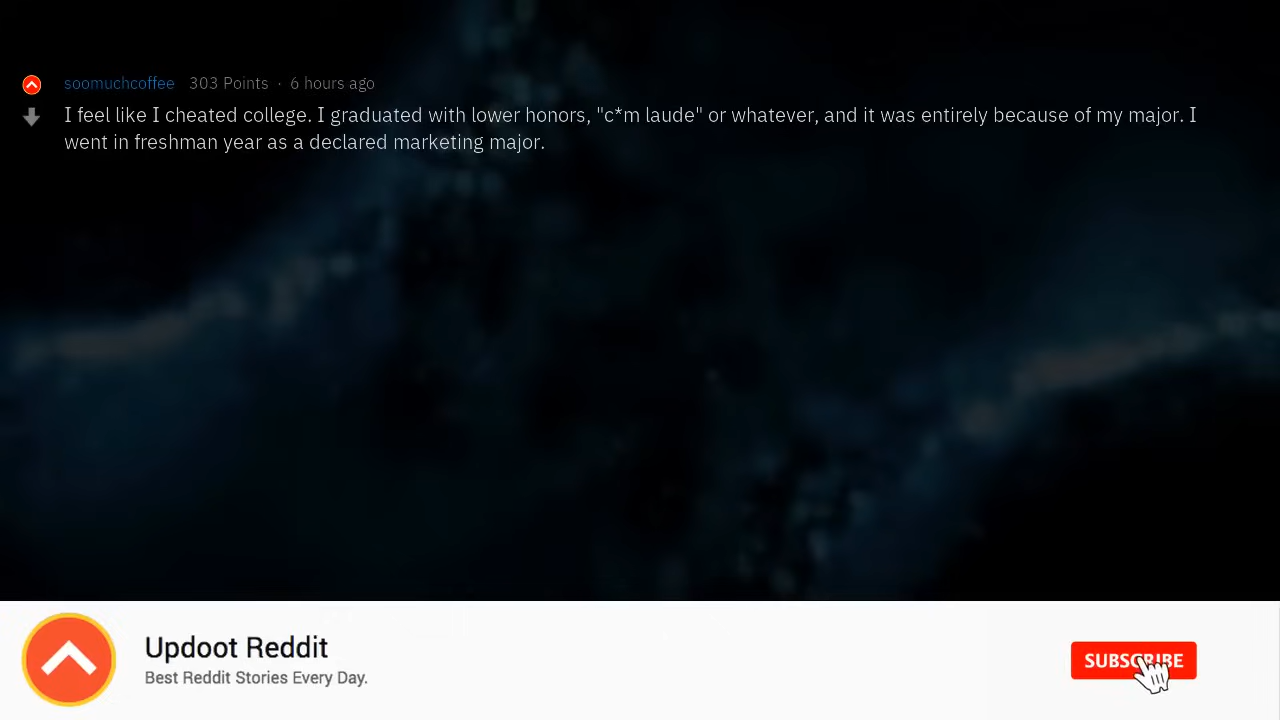 soomuchcoffee 303 Points · 6 hours ago
I feel like I cheated college. I graduated with lower honors, "c*m laude" or whatever, and it was entirely because of my major. I
went in freshman year as a declared marketing major.
Updoot Reddit
Best Reddit Stories Every Day.
SUBSCRIBE